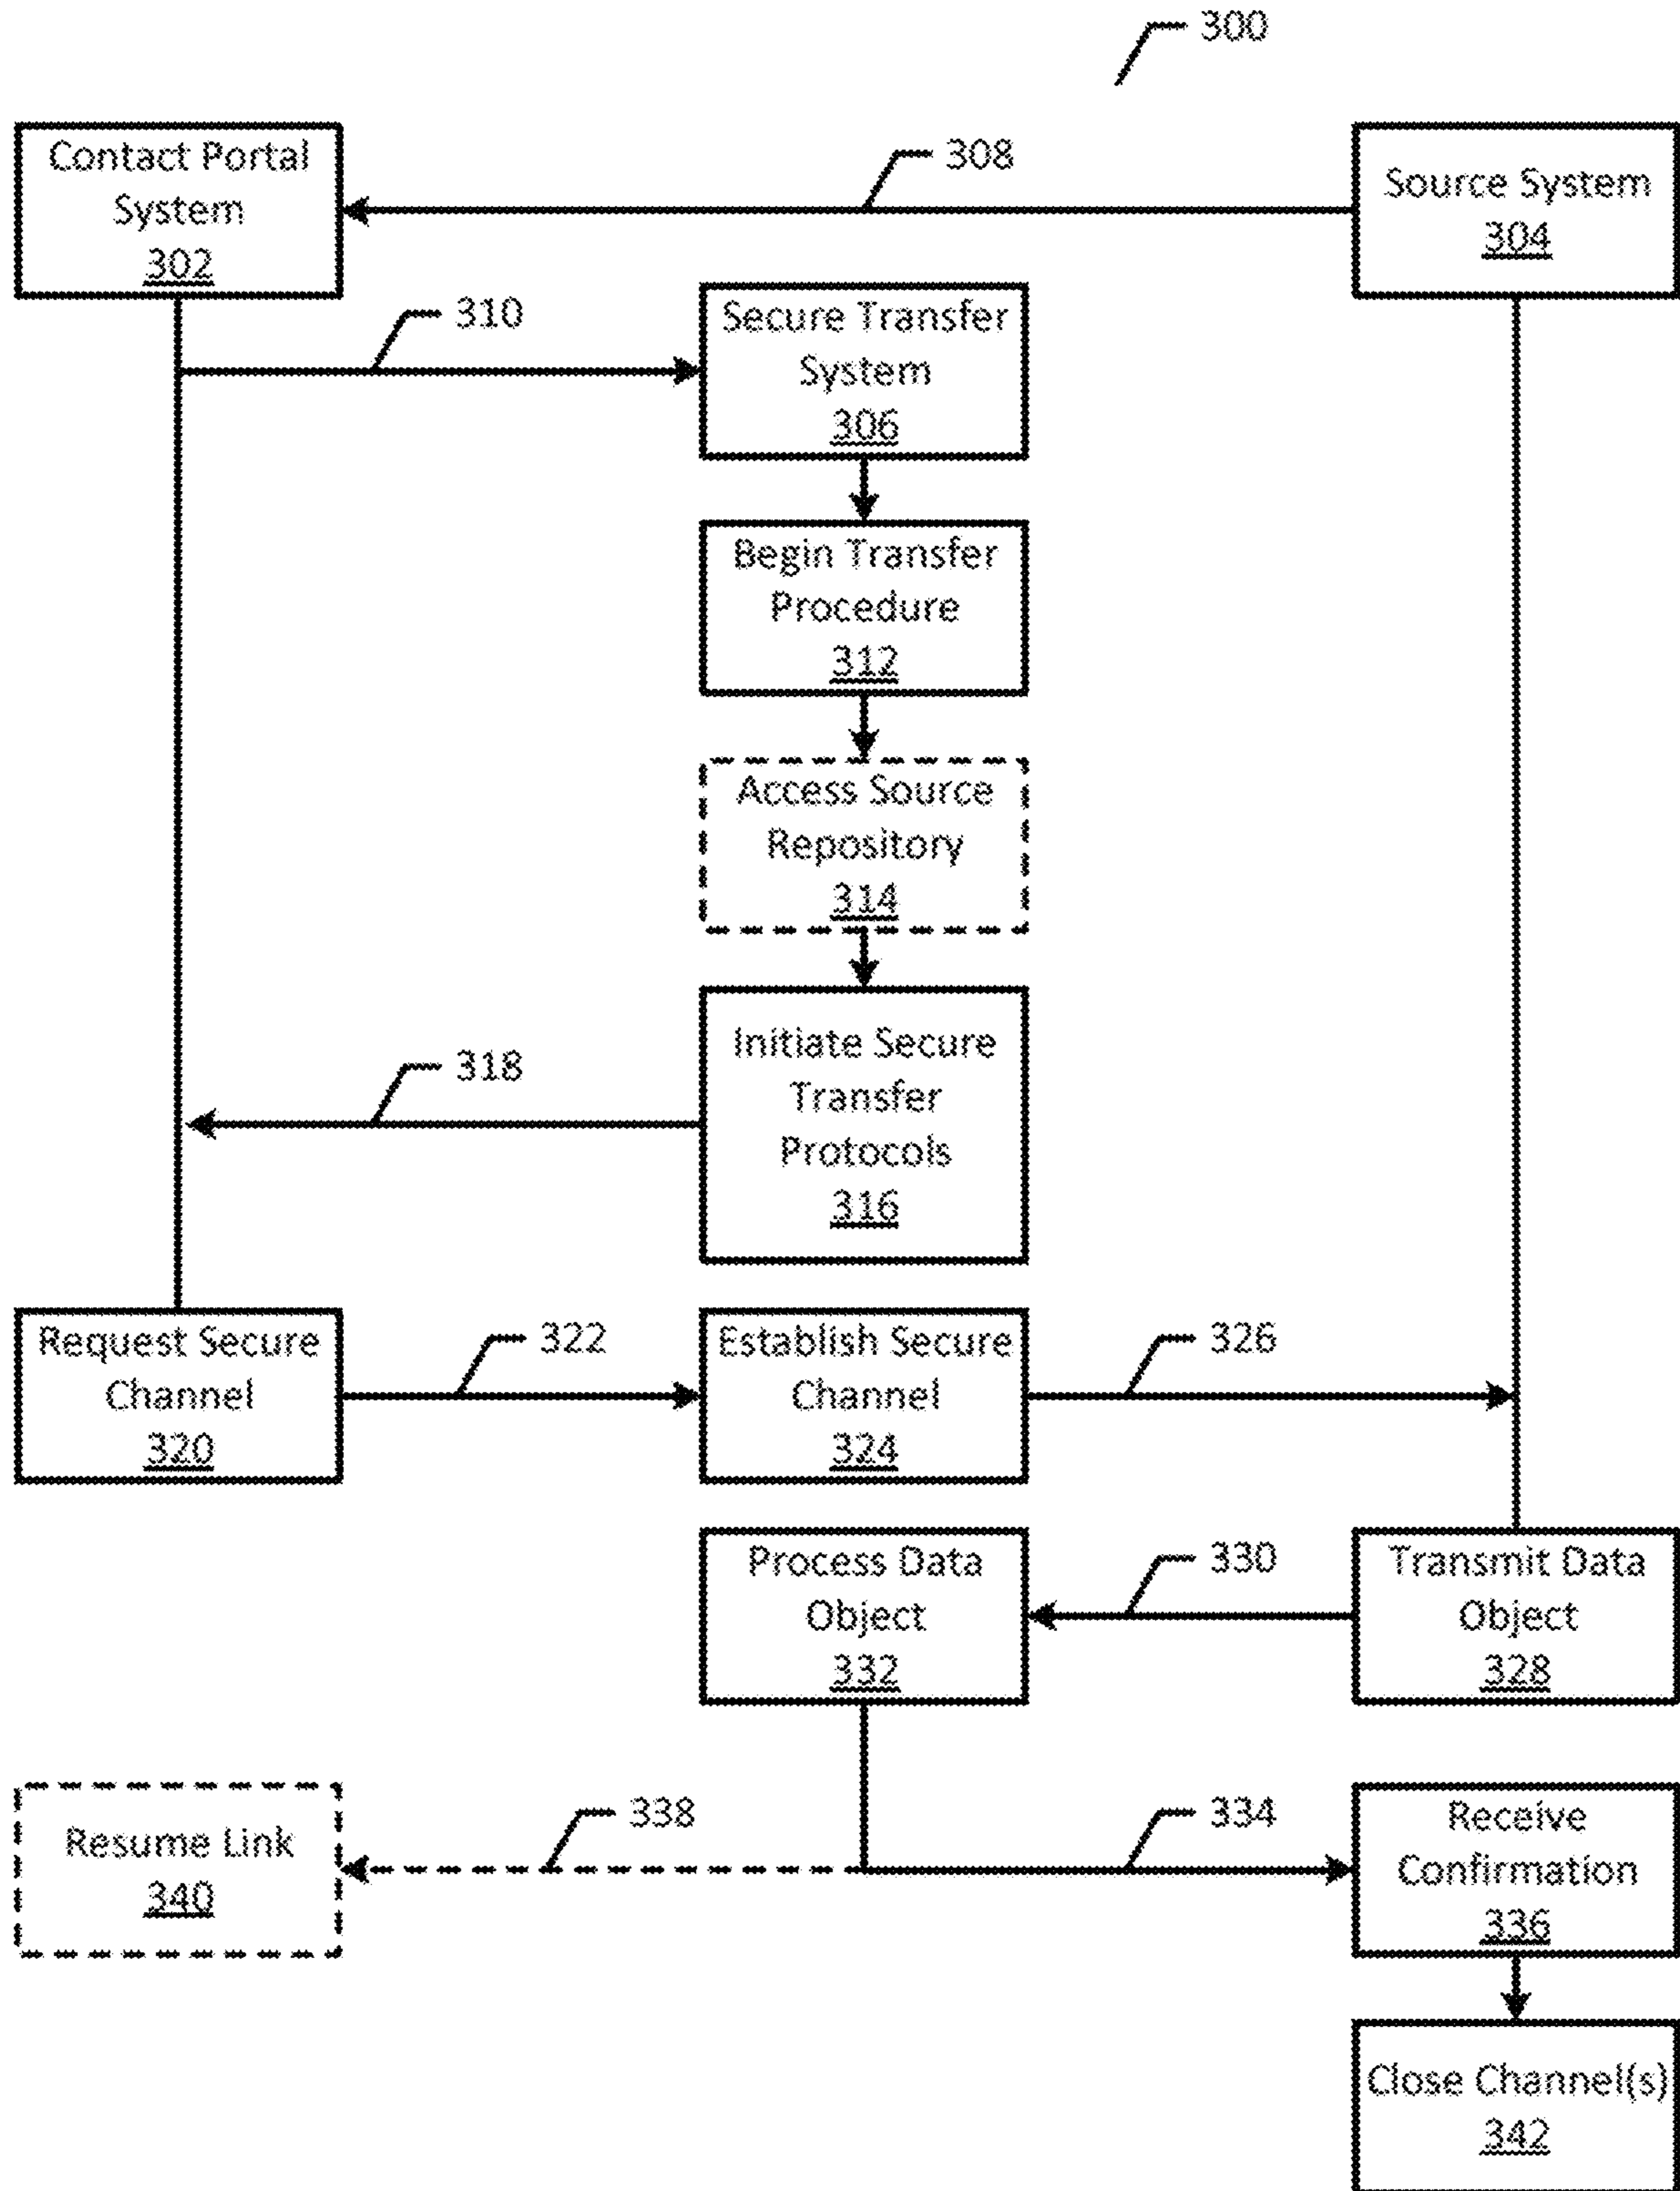 300
Contact Portal
System
302
308
Source System
304
310
Secure Transfer
System
306
Begin Transfer
Procedure
312
Access Source
Repository
314
318
Initiate Secure
Transfer
Protocols
316
Request Secure
Channel
320
322
Establish Secure
Channel
324
326
Process Data
Object
332
330
Transmit Data
Object
328
Resume Link
340
338
334
Receive
Confirmation
336
Close Channel(s)
342